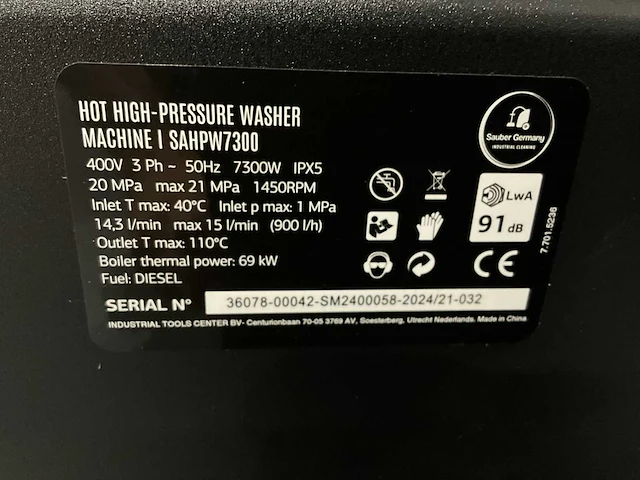 HOT HIGH-PRESSURE WASHER
MACHINE I SAHPW7300
400V 3 Ph ~ 50Hz 7300W IPX5
20 MPa max 21 MPa 1450RPM
Inlet T max: 40°C Inlet p max: 1 MPa
14,3 l/min max 15 l/min (900 l/h)
Outlet T max: 110°C
Boiler thermal power: 69 kW
Fuel: DIESEL
SERIAL N° 36078-00042-SM2400058-2024/21-032
INDUSTRIAL TOOLS CENTER BV- Centurionbaan 70-05 3769 AV, Soesterberg, Utrecht Nederlands. Made in China
Sauber Germany
INDUSTRIAL CLEANING
LwA
91 dB
CE
7.701.5236